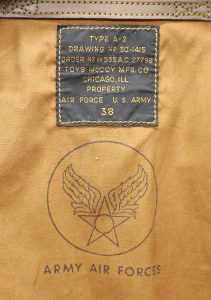 TYPE A-2
DRAWING Nº 30-1415
ORDER Nº W535 A.C. 27798
TOYS McCOY MFG. CO
CHICAGO, ILL
PROPERTY
AIR FORCE U.S. ARMY
38
ARMY AIR FORCES